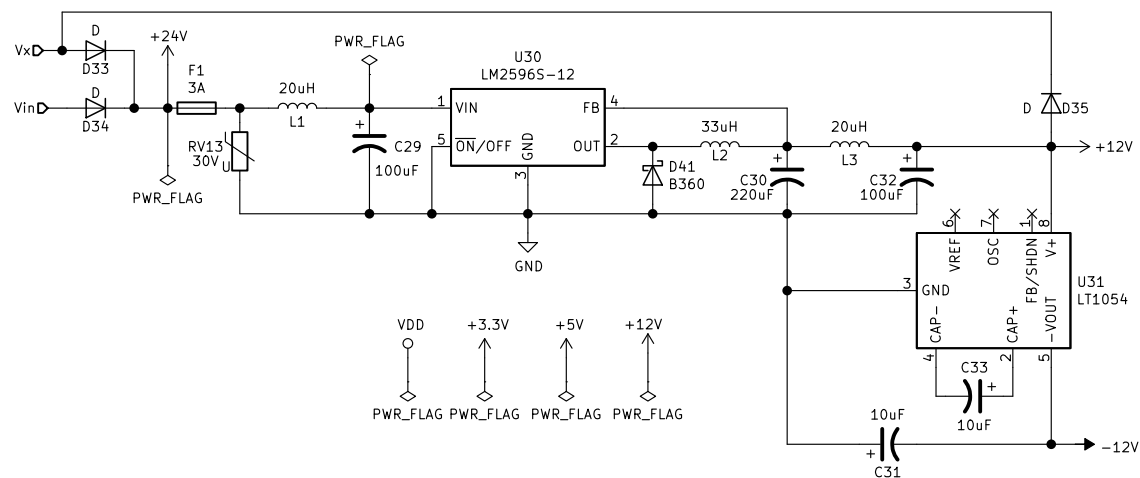 Vx
D
D33
+24V
PWR_FLAG
U30
LM2596S-12
F1
3A
20uH
L1
Vin
D
D34
RV13
30V
U
PWR_FLAG
+
C29
100uF
1
VIN
5
ON/OFF
GND
3
FB
4
OUT
2
GND
D41
B360
33uH
L2
+
C30
220uF
20uH
L3
+
C32
100uF
D
D35
+12V
6
7
1
8
VREF
OSC
FB/SHDN
V+
3
GND
U31
LT1054
CAP-
CAP+
-VOUT
4
2
5
C33
+
10uF
VDD
+3.3V
+5V
+12V
PWR_FLAG
PWR_FLAG
PWR_FLAG
PWR_FLAG
10uF
+
C31
-12V